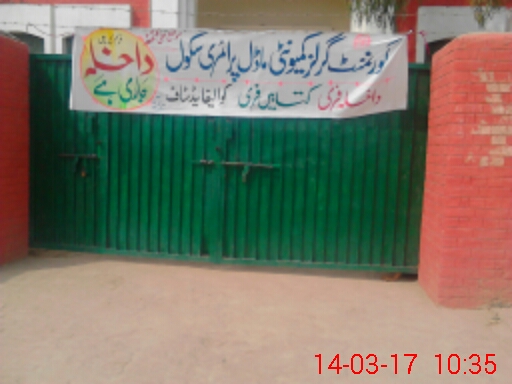 گورنمنٹ گرلز کمیونٹی ماڈل پرائمری سکول
داخلہ
جاری ہے
داخلہ فری کتابیں فری کوالیفائیڈ سٹاف
14-03-17 10:35